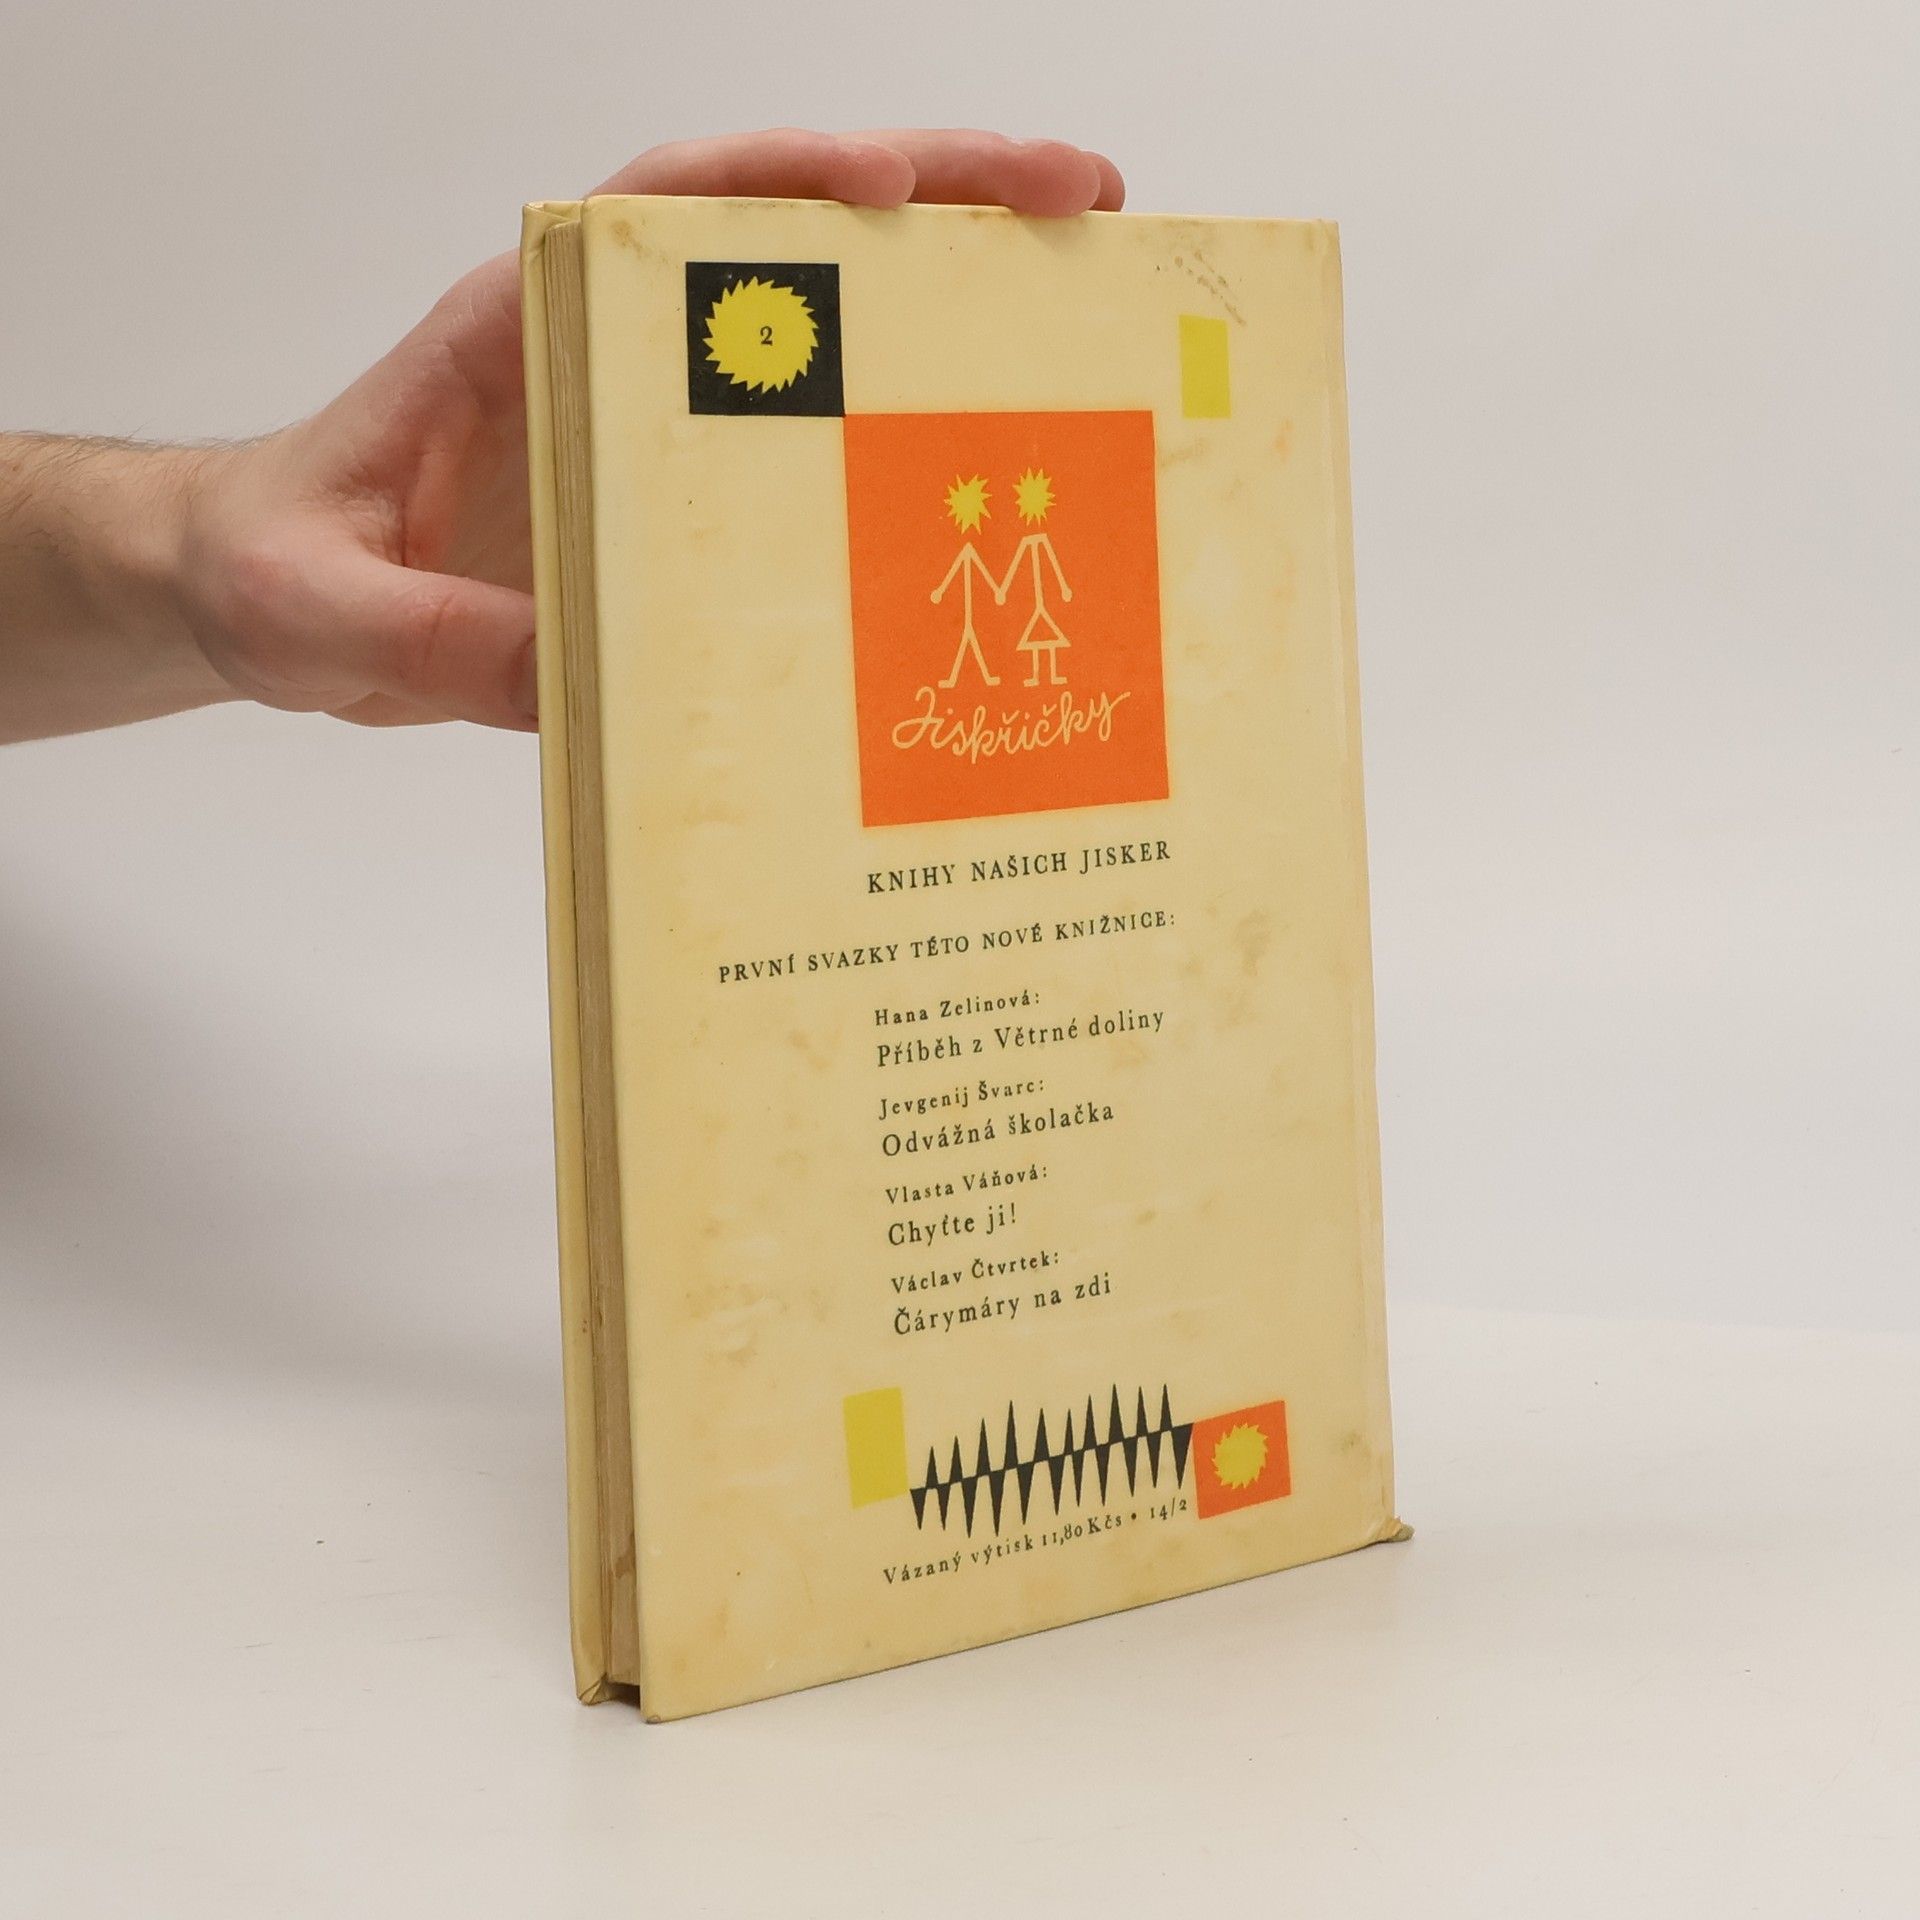 2
Jiskřičky
KNIHY NAŠICH JISKER
PRVNÍ SVAZKY TÉTO NOVÉ KNIŽNICE:
Hana Zelinová:
Příběh z Větrné doliny
Jevgenij Švarc:
Odvážná školačka
Vlasta Váňová:
Chyťte ji!
Václav Čtvrtek:
Čárymáry na zdi
Vázaný výtisk 11,80 Kčs • 14/2